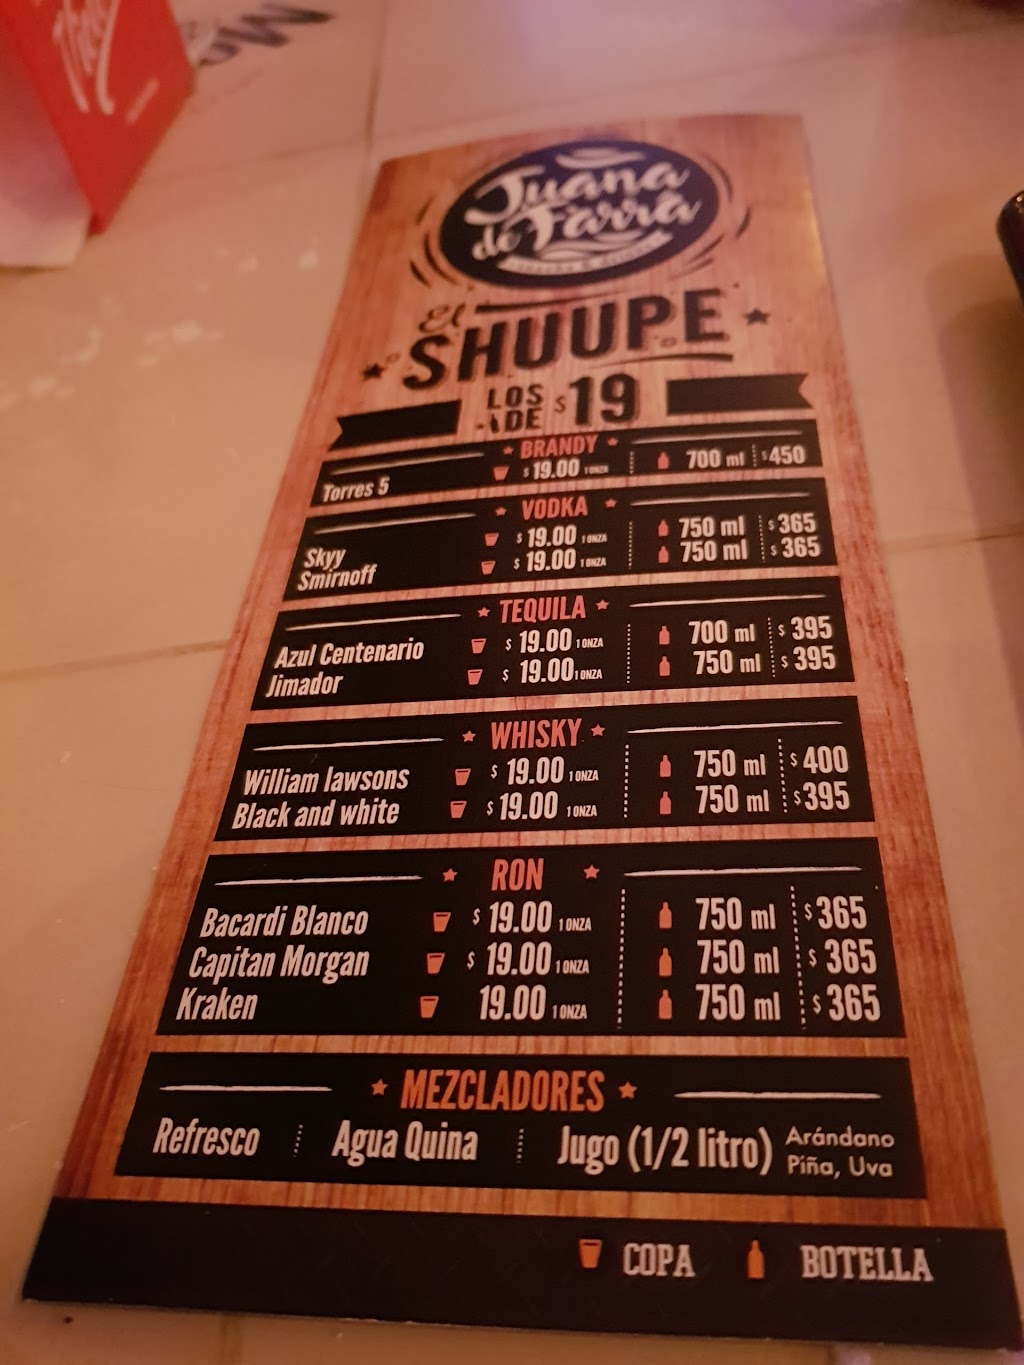 Juana
de Farra
El
SHUUPE
LOS DE $19
BRANDY
Torres 5 $19.00 1 ONZA 700 ml $450
VODKA
Skyy $19.00 1 ONZA 750 ml $365
Smirnoff $19.00 1 ONZA 750 ml $365
TEQUILA
Azul Centenario $19.00 1 ONZA 700 ml $395
Jimador $19.00 1 ONZA 750 ml $395
WHISKY
William lawsons $19.00 1 ONZA 750 ml $400
Black and white $19.00 1 ONZA 750 ml $395
RON
Bacardi Blanco $19.00 1 ONZA 750 ml $365
Capitan Morgan $19.00 1 ONZA 750 ml $365
Kraken 19.00 1 ONZA 750 ml $365
MEZCLADORES
Refresco Agua Quina Jugo (1/2 litro) Arándano
Piña, Uva
COPA BOTELLA